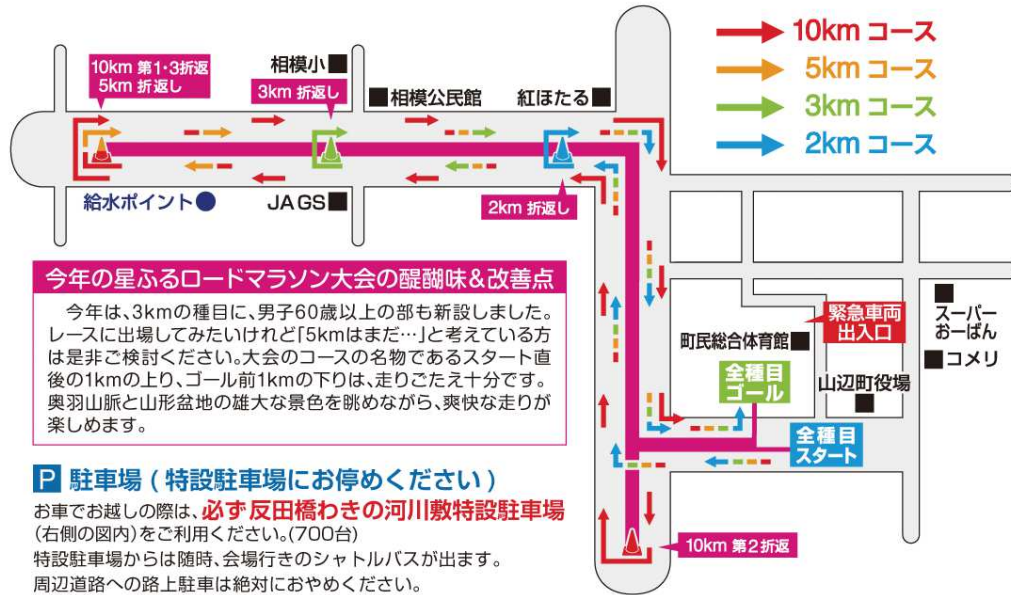 10km コース
5km コース
3km コース
2km コース
10km 第1・3折返
5km 折返し
相模小
3km 折返し
相模公民館
紅ほたる
給水ポイント
JA GS
2km 折返し
今年の星ふるロードマラソン大会の醍醐味&改善点
今年は、3kmの種目に、男子60歳以上の部も新設しました。
レースに出場してみたいけれど「5kmはまだ…」と考えている方
は是非ご検討ください。大会のコースの名物であるスタート直
後の1kmの上り、ゴール前1kmの下りは、走りごたえ十分です。
奥羽山脈と山形盆地の雄大な景色を眺めながら、爽快な走りが
楽しめます。
緊急車両
出入口
スーパー
おーばん
町民総合体育館
コメリ
全種目
ゴール
山辺町役場
全種目
スタート
10km 第2折返
P 駐車場(特設駐車場にお停めください)
お車でお越しの際は、必ず反田橋わきの河川敷特設駐車場
(右側の図内)をご利用ください。(700台)
特設駐車場からは随時、会場行きのシャトルバスが出ます。
周辺道路への路上駐車は絶対におやめください。